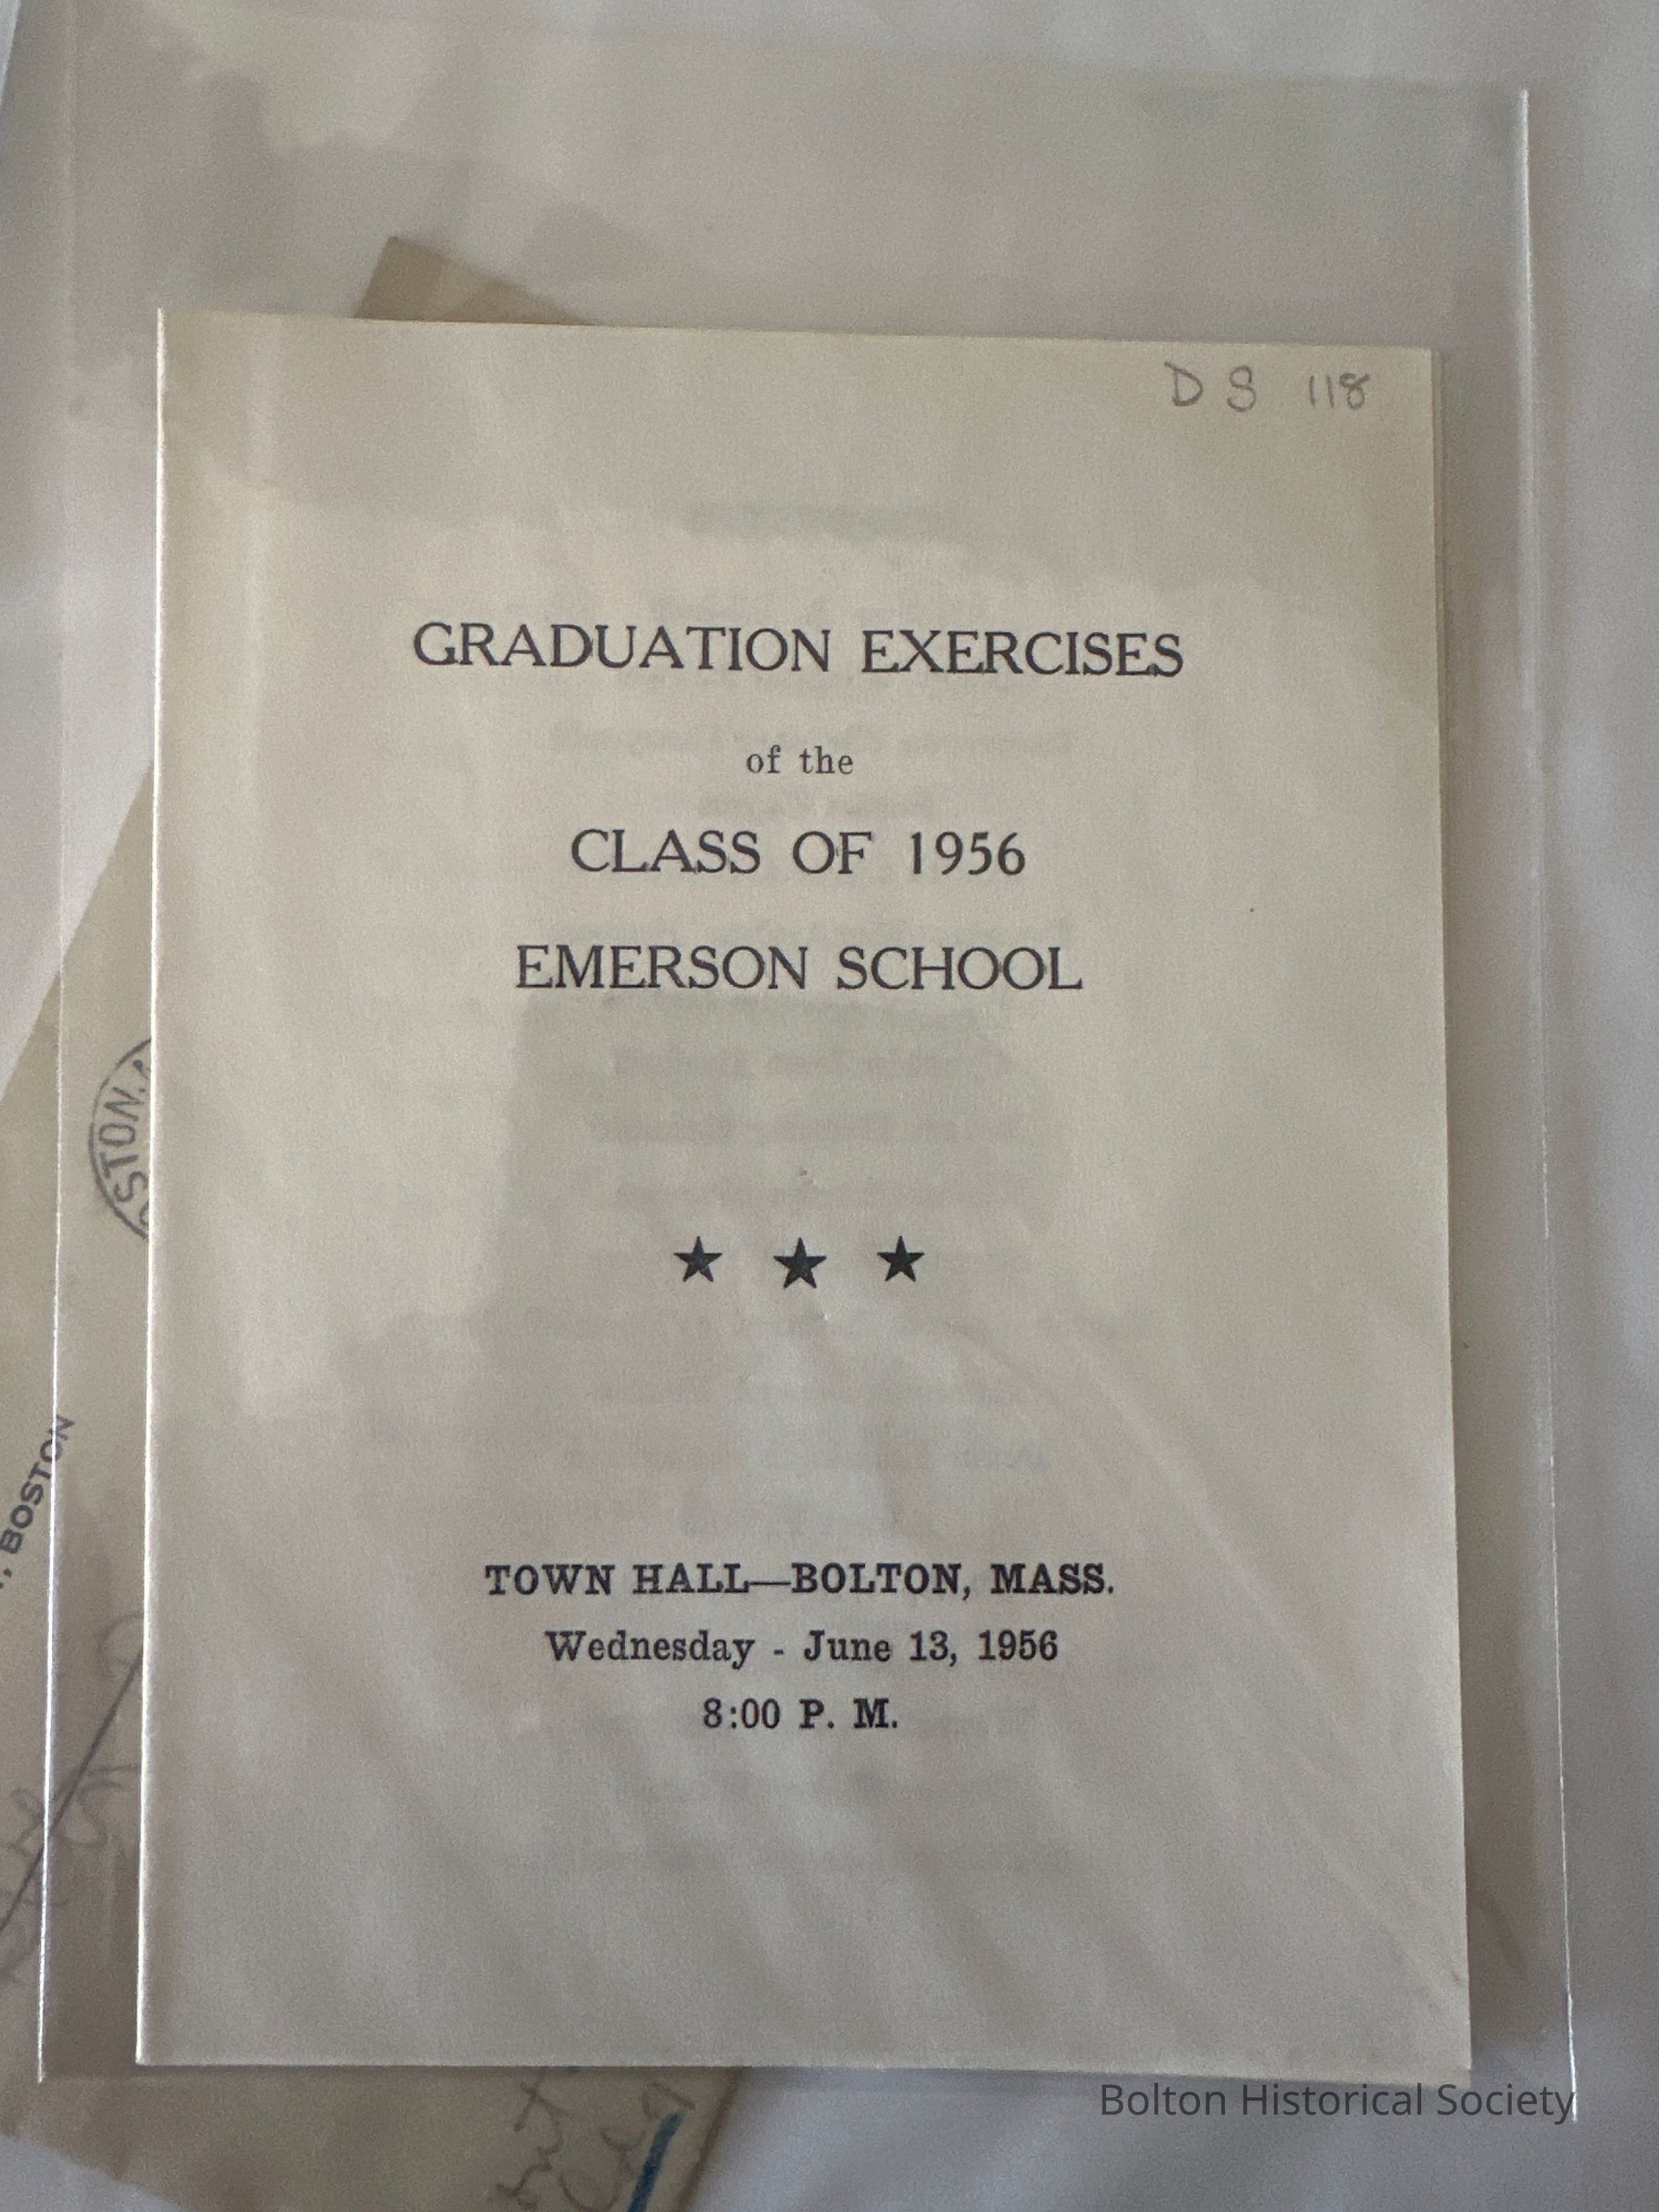 D S 118
GRADUATION EXERCISES
of the
CLASS OF 1956
EMERSON SCHOOL
★ ★ ★
TOWN HALL—BOLTON, MASS.
Wednesday - June 13, 1956
8:00 P. M.
STON
, BOSTON
Bolton Historical Society